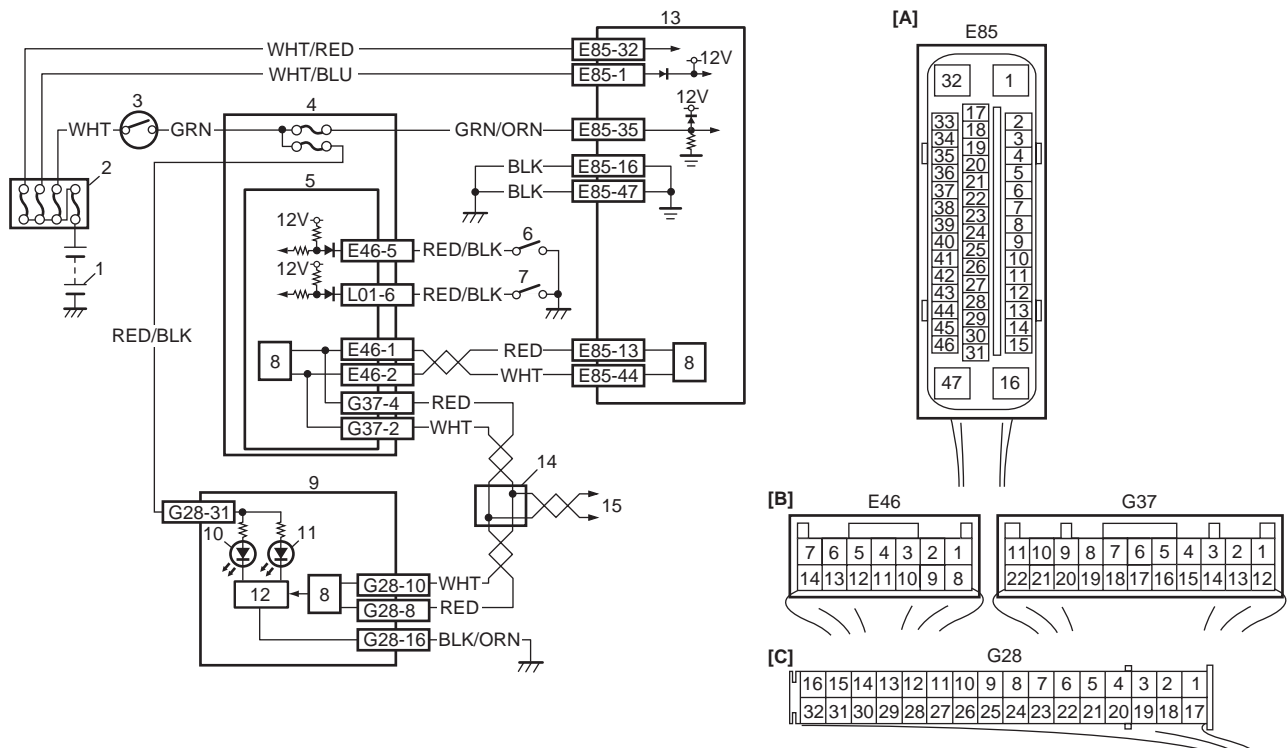 13
WHT/RED
E85-32
WHT/BLU
E85-1
12V
3
4
12V
WHT
GRN
GRN/ORN
E85-35
2
BLK
E85-16
5
BLK
E85-47
12V
6
E46-5
RED/BLK
1
12V
7
L01-6
RED/BLK
RED/BLK
8
E46-1
RED
E85-13
8
E46-2
WHT
E85-44
G37-4
RED
G37-2
WHT
14
9
15
G28-31
10
11
12
8
G28-10
WHT
G28-8
RED
G28-16
BLK/ORN
[A]
E85
32 1
17
33 2
18
34 3
19
35 4
20
36 5
21
37 6
22
38 7
23
39 8
24
40 9
25
41 10
26
42 11
27
43 12
28
44 13
29
45 14
30
46 15
31
47 16
[B]
E46
7 6 5 4 3 2 1
14 13 12 11 10 9 8
G37
11 10 9 8 7 6 5 4 3 2 1
22 21 20 19 18 17 16 15 14 13 12
[C]
G28
16 15 14 13 12 11 10 9 8 7 6 5 4 3 2 1
32 31 30 29 28 27 26 25 24 23 22 21 20 19 18 17